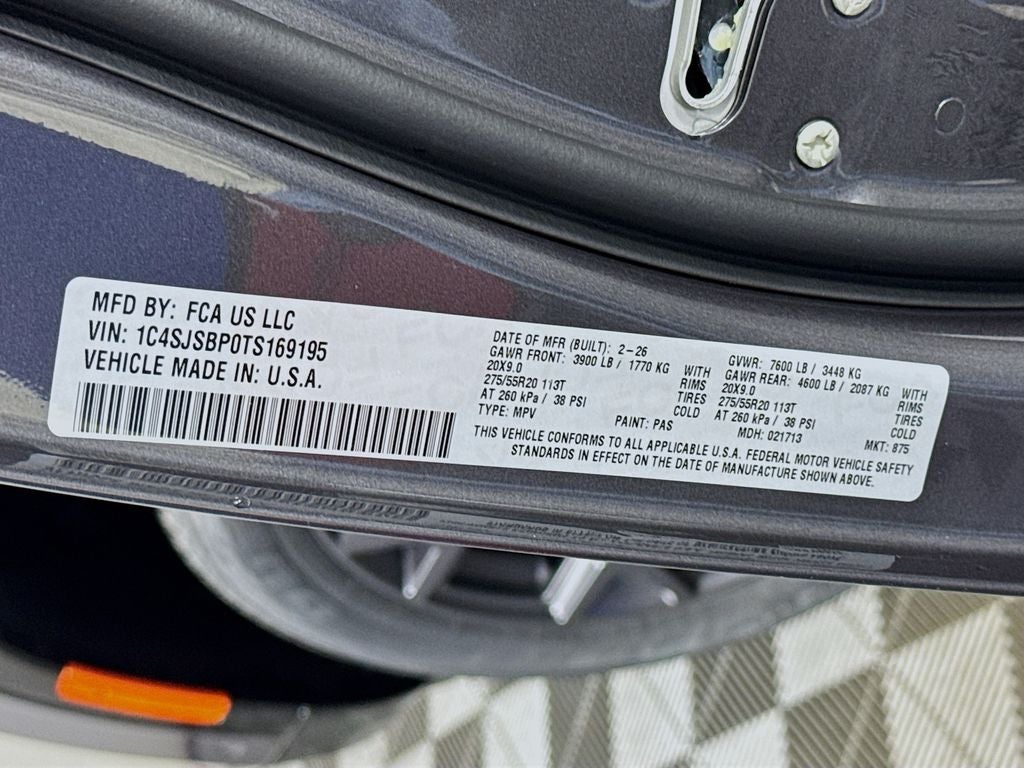 MFD BY: FCA US LLC
VIN: 1C4SJSBP0TS169195
VEHICLE MADE IN: U.S.A.
DATE OF MFR (BUILT): 2-26
GAWR FRONT: 3900 LB / 1770 KG WITH
20X9.0 RIMS
275/55R20 113T TIRES
AT 260 kPa / 38 PSI COLD
TYPE: MPV PAINT: PAS
GVWR: 7600 LB / 3448 KG
GAWR REAR: 4600 LB / 2087 KG WITH
20X9.0 RIMS
275/55R20 113T TIRES
AT 260 kPa / 38 PSI COLD
MDH: 021713 MKT: 875
THIS VEHICLE CONFORMS TO ALL APPLICABLE U.S.A. FEDERAL MOTOR VEHICLE SAFETY
STANDARDS IN EFFECT ON THE DATE OF MANUFACTURE SHOWN ABOVE.